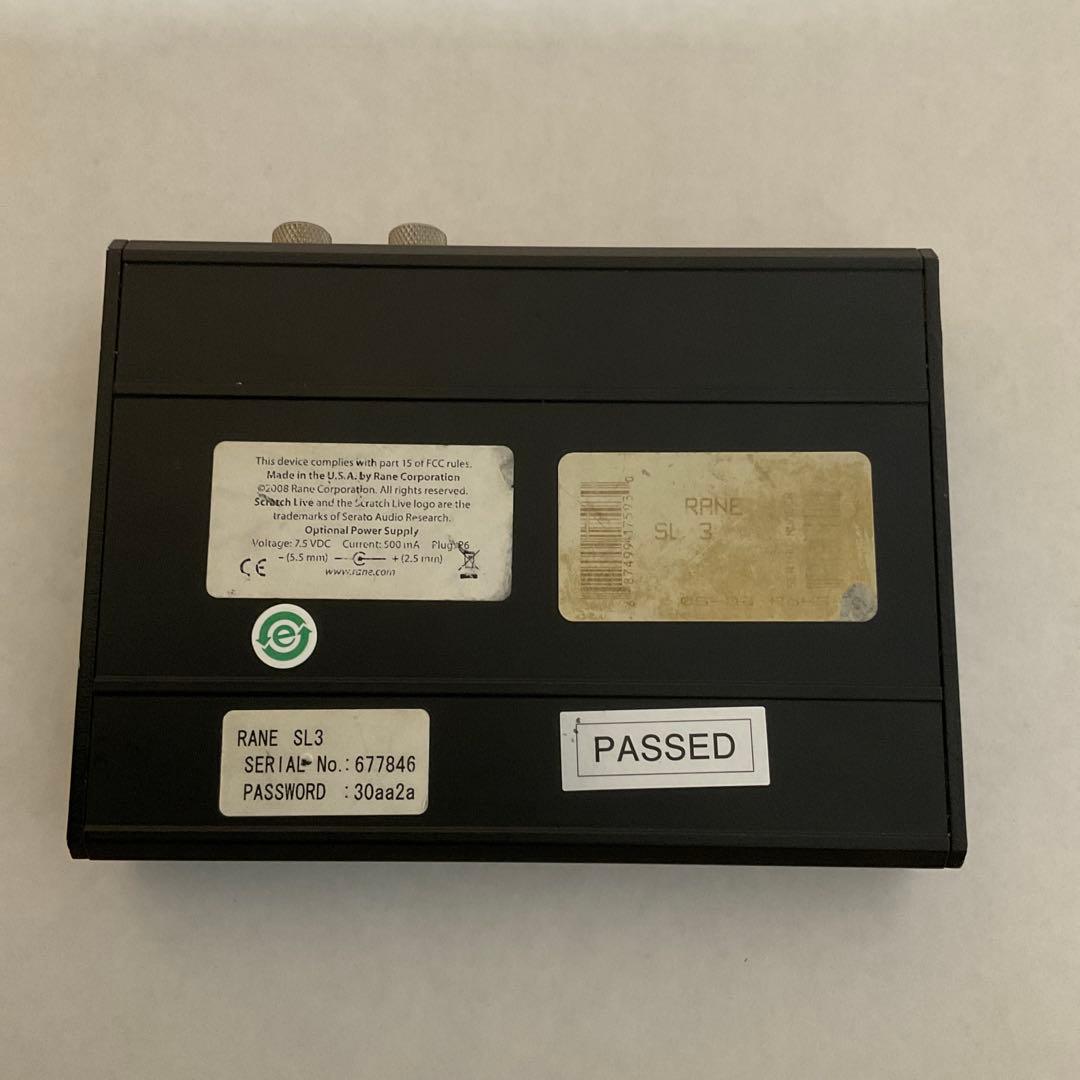 This device complies with part 15 of FCC rules.
Made in the U.S.A. by Rane Corporation
©2008 Rane Corporation. All rights reserved.
Scratch Live and the Scratch Live logo are the
trademarks of Serato Audio Research.
Optional Power Supply
Voltage: 7.5 VDC Current: 500 mA Plug: P6
– (5.5 mm) + (2.5 mm)
CE
www.rane.com
RANE
SL 3
e
RANE SL3
SERIAL No.: 677846
PASSWORD : 30aa2a
PASSED